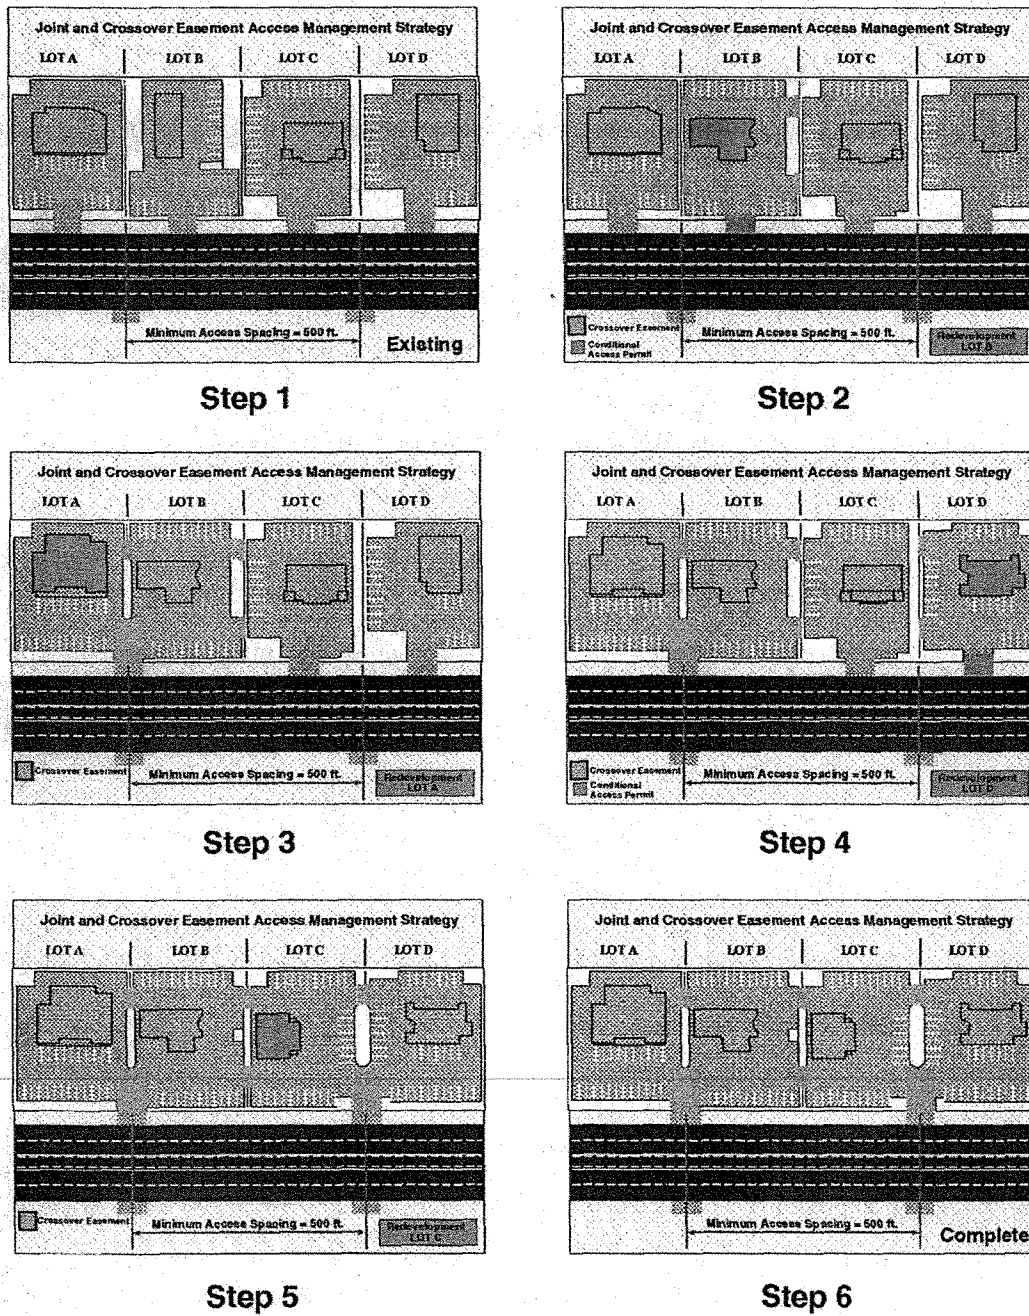 Joint and Crossover Easement Access Management Strategy
LOT A LOT B LOT C LOT D
Minimum Access Spacing = 500 ft.
Existing
Step 1
Joint and Crossover Easement Access Management Strategy
LOT A LOT B LOT C LOT D
Crossover Easement
Minimum Access Spacing = 500 ft.
Conditional
Access Permit
Redevelopment
LOT B
Step 2
Joint and Crossover Easement Access Management Strategy
LOT A LOT B LOT C LOT D
Crossover Easement
Minimum Access Spacing = 500 ft.
Redevelopment
LOT A
Step 3
Joint and Crossover Easement Access Management Strategy
LOT A LOT B LOT C LOT D
Crossover Easement
Minimum Access Spacing = 500 ft.
Conditional
Access Permit
Redevelopment
LOT D
Step 4
Joint and Crossover Easement Access Management Strategy
LOT A LOT B LOT C LOT D
Crossover Easement
Minimum Access Spacing = 500 ft.
Redevelopment
LOT C
Step 5
Joint and Crossover Easement Access Management Strategy
LOT A LOT B LOT C LOT D
Minimum Access Spacing = 500 ft.
Complete
Step 6